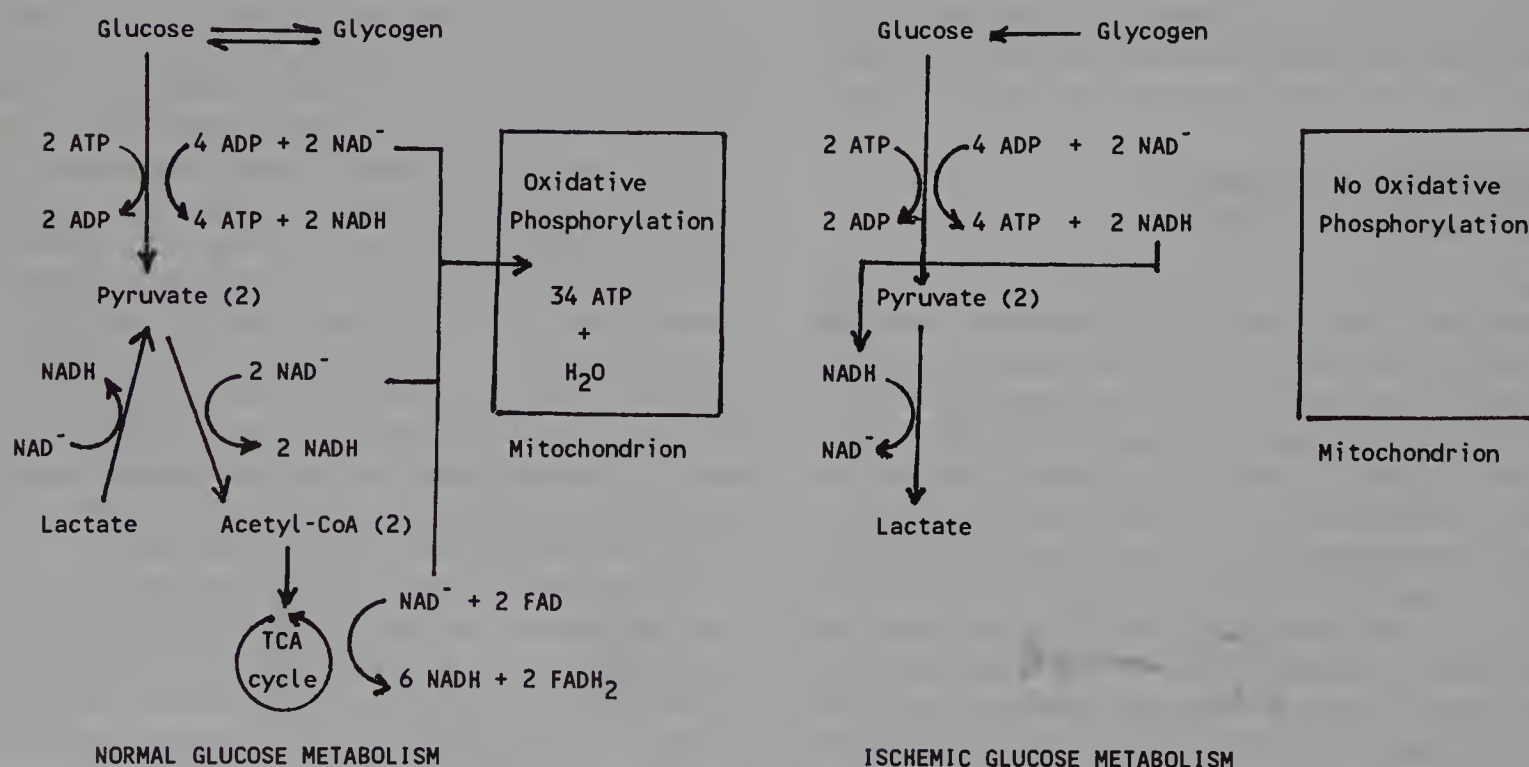 Glucose Glycogen
2 ATP 4 ADP + 2 NAD⁻
2 ADP 4 ATP + 2 NADH
Pyruvate (2)
NADH 2 NAD⁻
NAD⁻ 2 NADH
Lactate Acetyl-CoA (2)
NAD⁻ + 2 FAD
TCA
cycle
6 NADH + 2 FADH₂
Oxidative
Phosphorylation
34 ATP
+
H₂O
Mitochondrion
NORMAL GLUCOSE METABOLISM
Glucose Glycogen
2 ATP 4 ADP + 2 NAD⁻
2 ADP 4 ATP + 2 NADH
Pyruvate (2)
NADH
NAD⁻
Lactate
No Oxidative
Phosphorylation
Mitochondrion
ISCHEMIC GLUCOSE METABOLISM